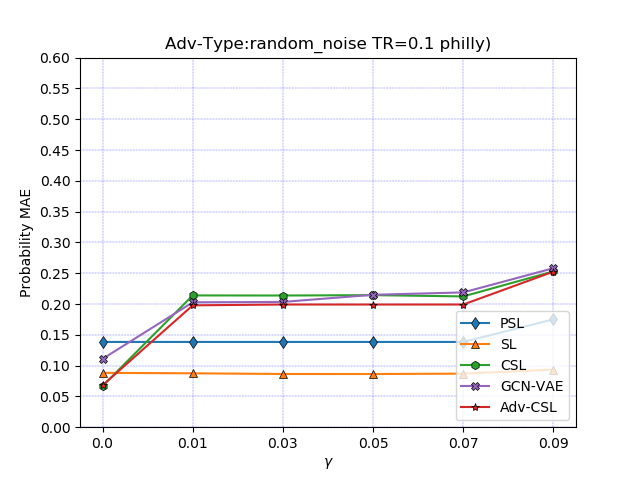 Adv-Type:random_noise TR=0.1 philly)
0.60
0.55
0.50
0.45
0.40
0.35
0.30
0.25
0.20
0.15
0.10
0.05
0.00
Probability MAE
PSL
SL
CSL
GCN-VAE
Adv-CSL
0.0 0.01 0.03 0.05 0.07 0.09
γ